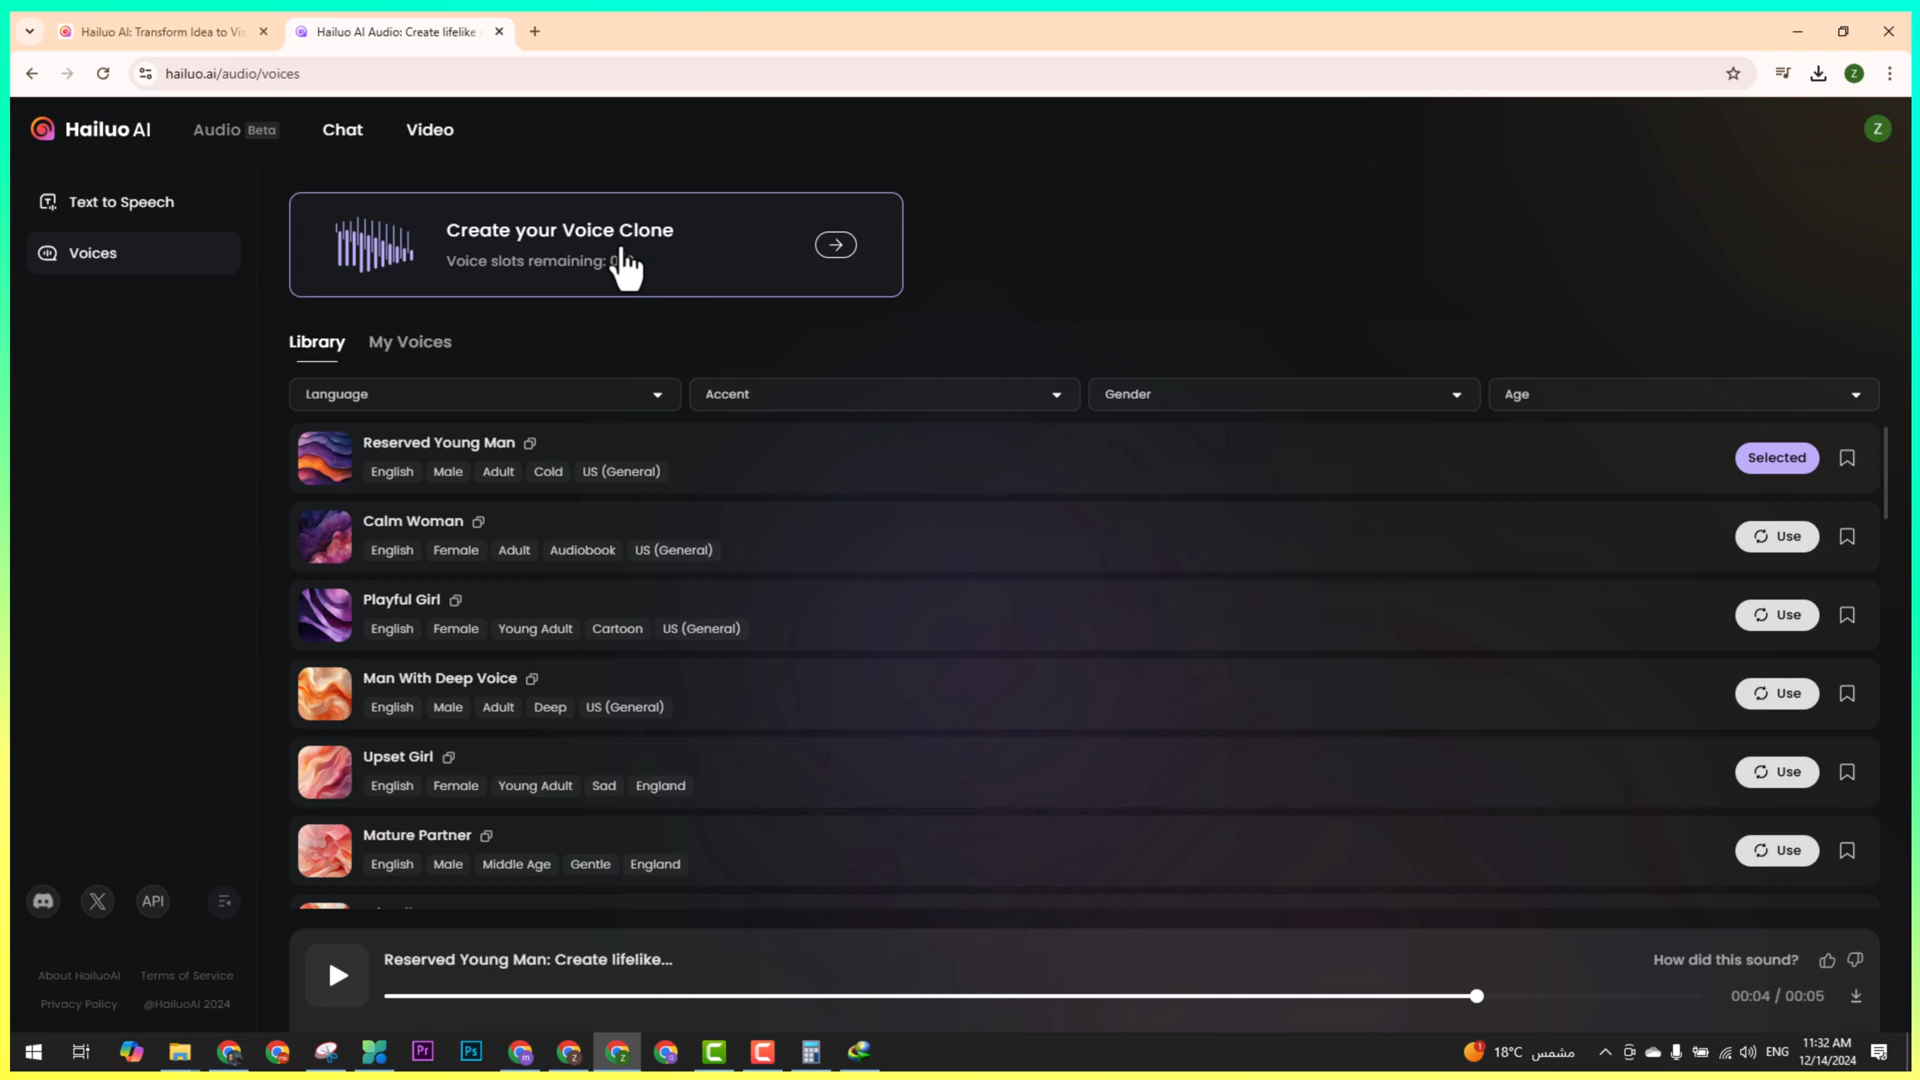 Hailuo AI: Transform Idea to Vis
Hailuo AI Audio: Create lifelike
hailuo.ai/audio/voices
Z
Hailuo AI
Audio Beta
Chat
Video
Z
Text to Speech
Voices
Create your Voice Clone
Voice slots remaining:
Library
My Voices
Language
Accent
Gender
Age
Reserved Young Man
English Male Adult Cold US (General)
Selected
Calm Woman
English Female Adult Audiobook US (General)
Use
Playful Girl
English Female Young Adult Cartoon US (General)
Use
Man With Deep Voice
English Male Adult Deep US (General)
Use
Upset Girl
English Female Young Adult Sad England
Use
Mature Partner
English Male Middle Age Gentle England
Use
API
About HailuoAI
Terms of Service
Privacy Policy
@HailuoAI 2024
Reserved Young Man: Create lifelike...
How did this sound?
00:04 / 00:05
Pr
Ps
1
18°C مشمس
ENG
11:32 AM
12/14/2024